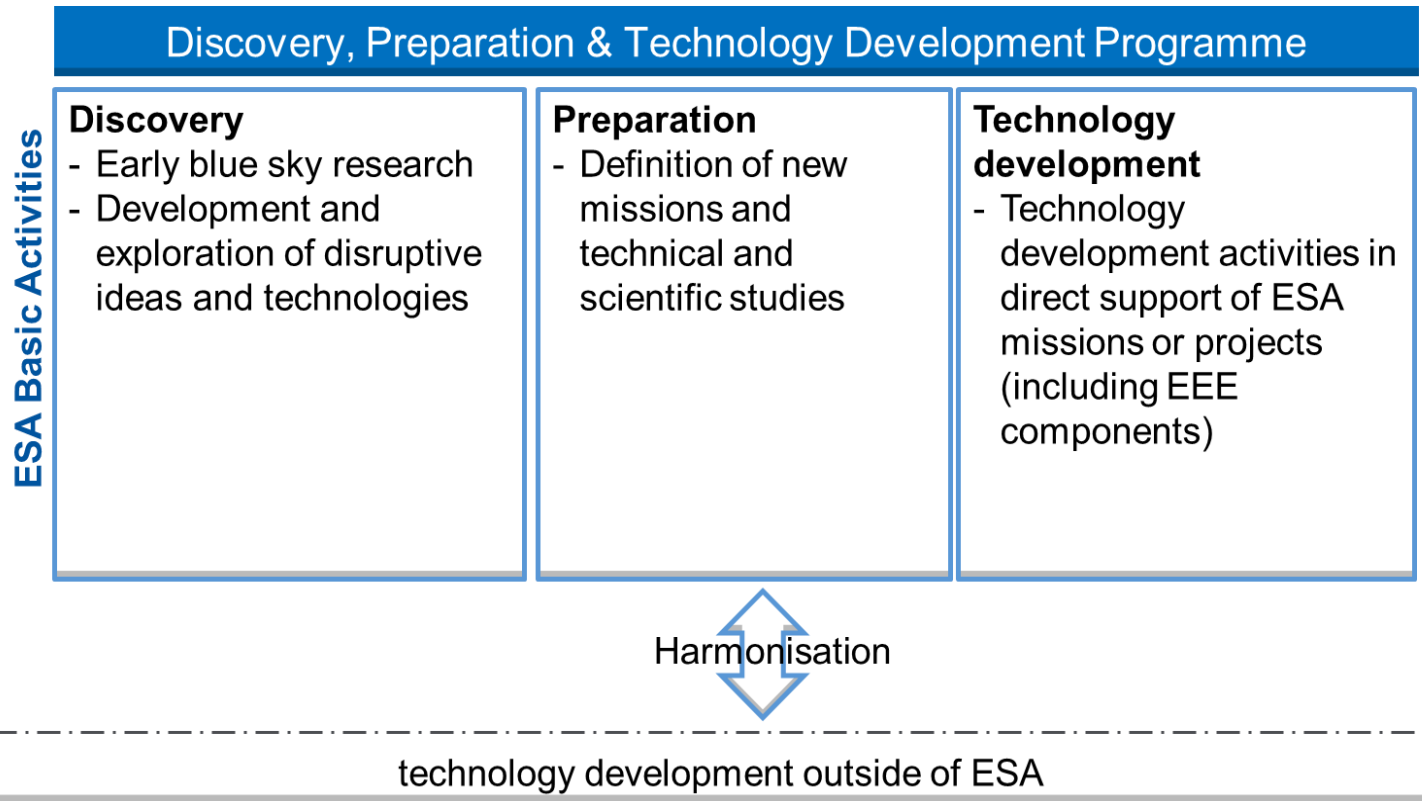 Discovery, Preparation & Technology Development Programme
ESA Basic Activities
Discovery
- Early blue sky research
- Development and
exploration of disruptive
ideas and technologies
Preparation
- Definition of new
missions and
technical and
scientific studies
Technology
development
- Technology
development activities in
direct support of ESA
missions or projects
(including EEE
components)
Harmonisation
technology development outside of ESA